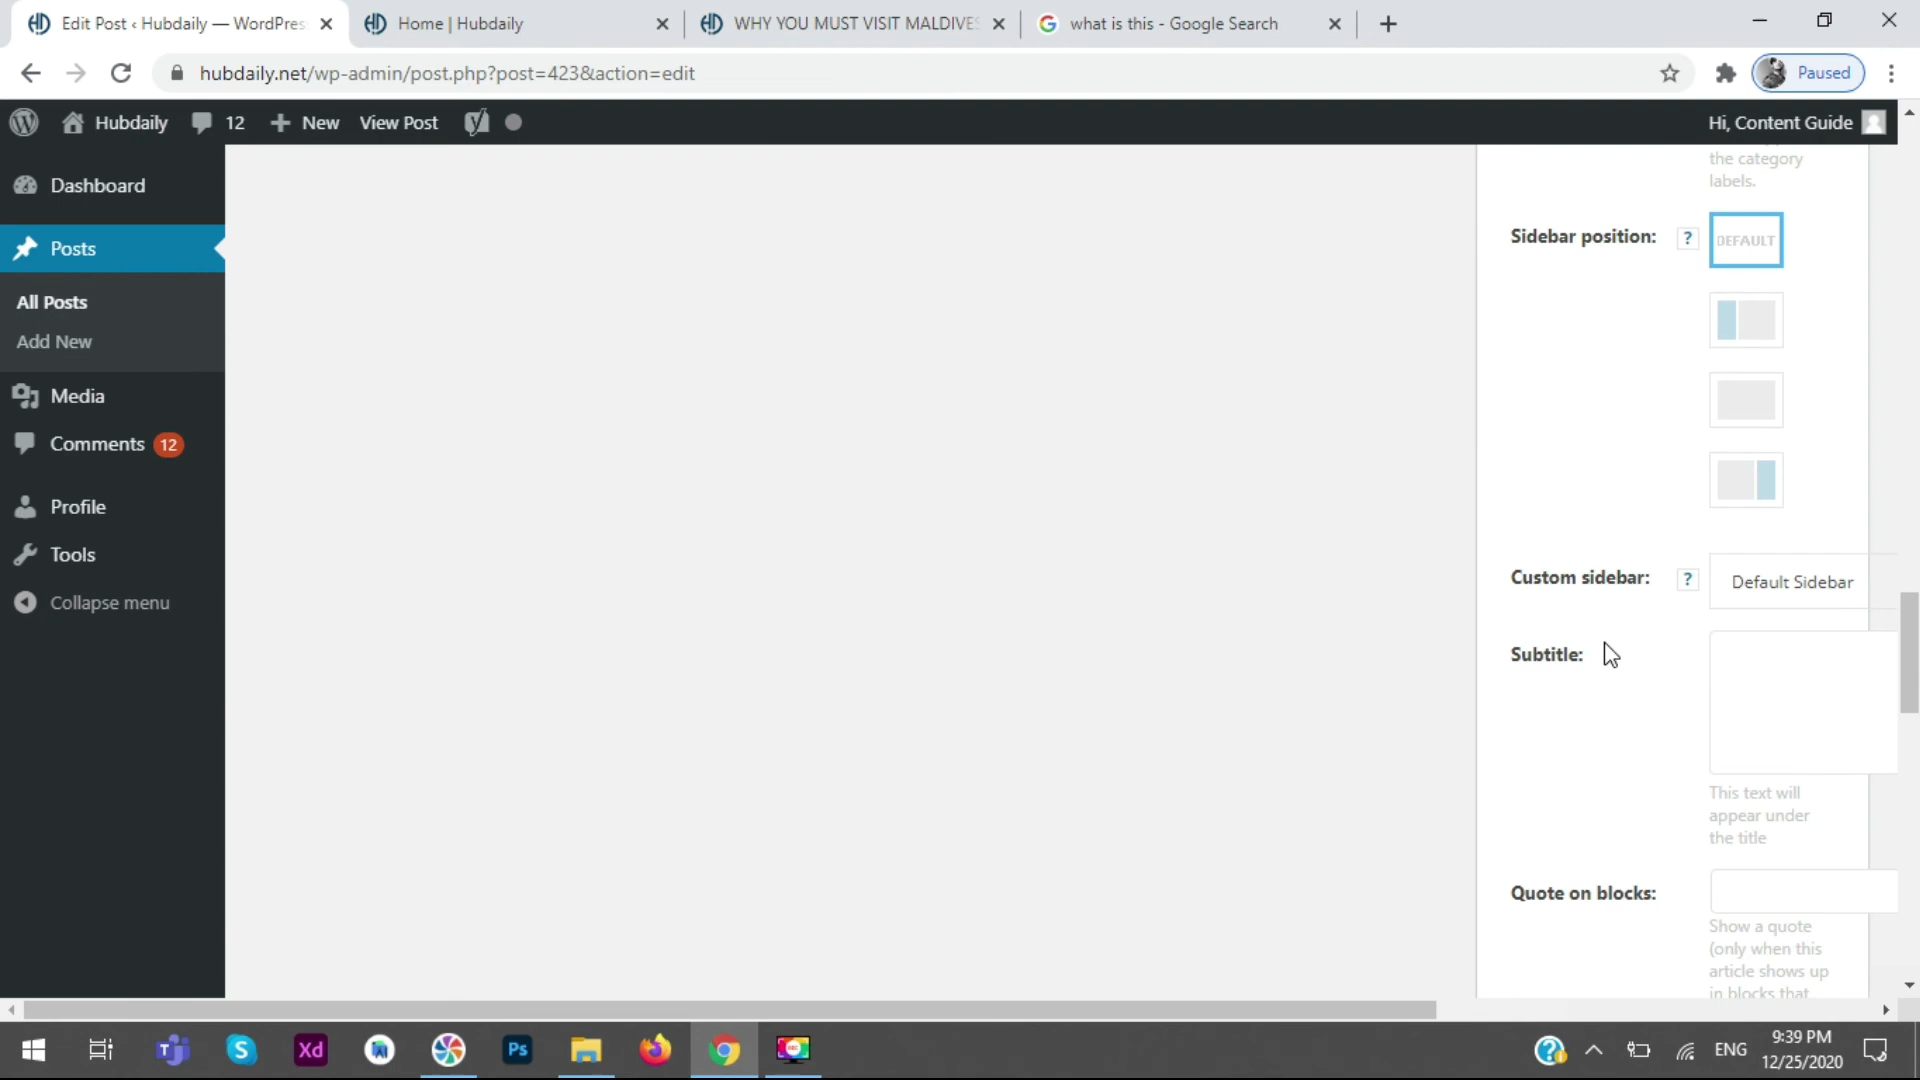 Edit Post ‹ Hubdaily — WordPres
Home | Hubdaily
WHY YOU MUST VISIT MALDIVES
what is this - Google Search
hubdaily.net/wp-admin/post.php?post=423&action=edit
Paused
Hubdaily
12
New
View Post
Hi, Content Guide
Dashboard
Posts
All Posts
Add New
Media
Comments 12
Profile
Tools
Collapse menu
the category
labels.
Sidebar position:
?
DEFAULT
Custom sidebar:
?
Default Sidebar
Subtitle:
This text will
appear under
the title
Quote on blocks:
Show a quote
(only when this
article shows up
in blocks that
Xd
Ps
ENG
9:39 PM
12/25/2020